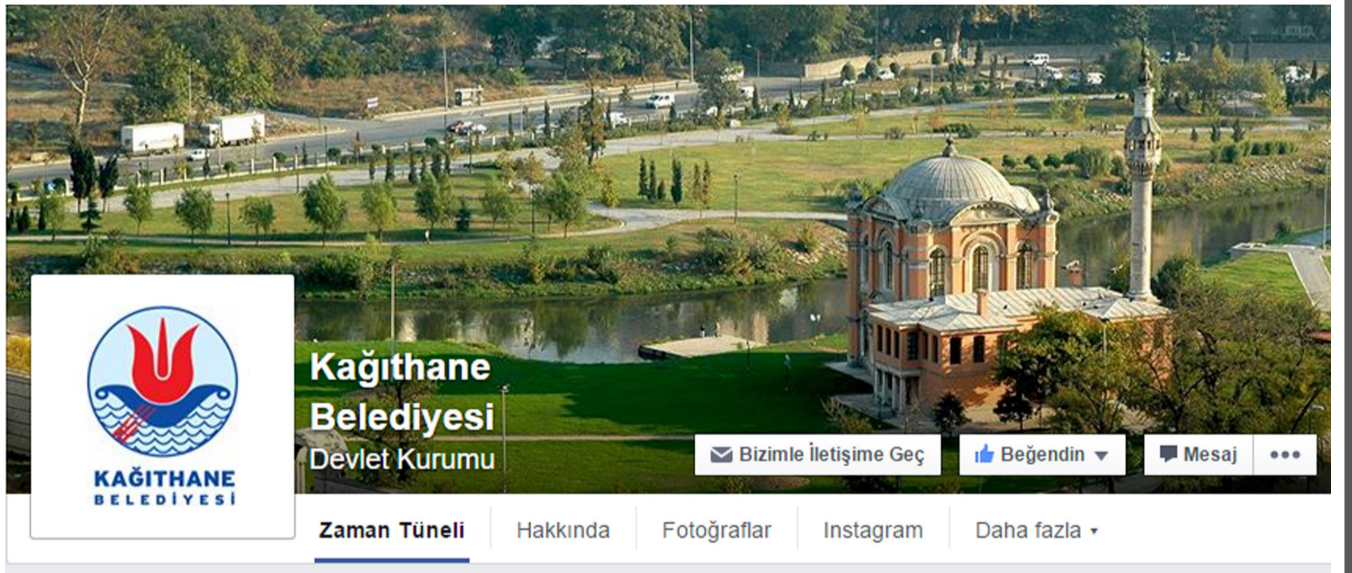 KAĞITHANE
BELEDİYESİ
Kağıthane
Belediyesi
Devlet Kurumu
Bizimle İletişime Geç
Beğendin
Mesaj
Zaman Tüneli
Hakkında
Fotoğraflar
Instagram
Daha fazla